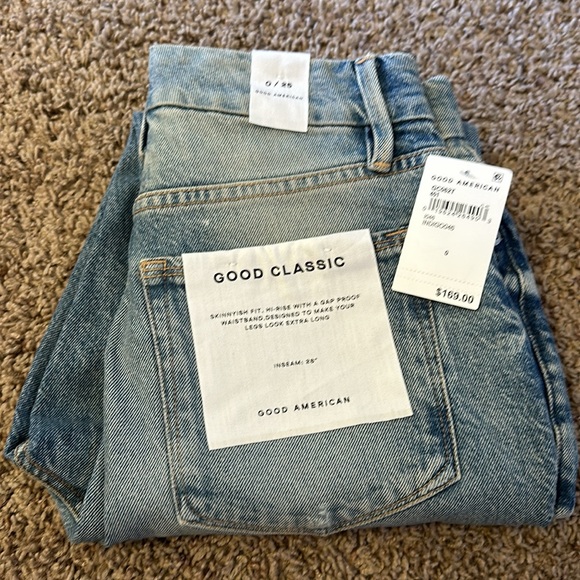 0 / 25
GOOD AMERICAN
GOOD AMERICAN
INDIGO046
0
$169.00
GOOD CLASSIC
SKINNYISH FIT, HI-RISE WITH A GAP PROOF
WAISTBAND, DESIGNED TO MAKE YOUR
LEGS LOOK EXTRA LONG
INSEAM: 28"
GOOD AMERICAN